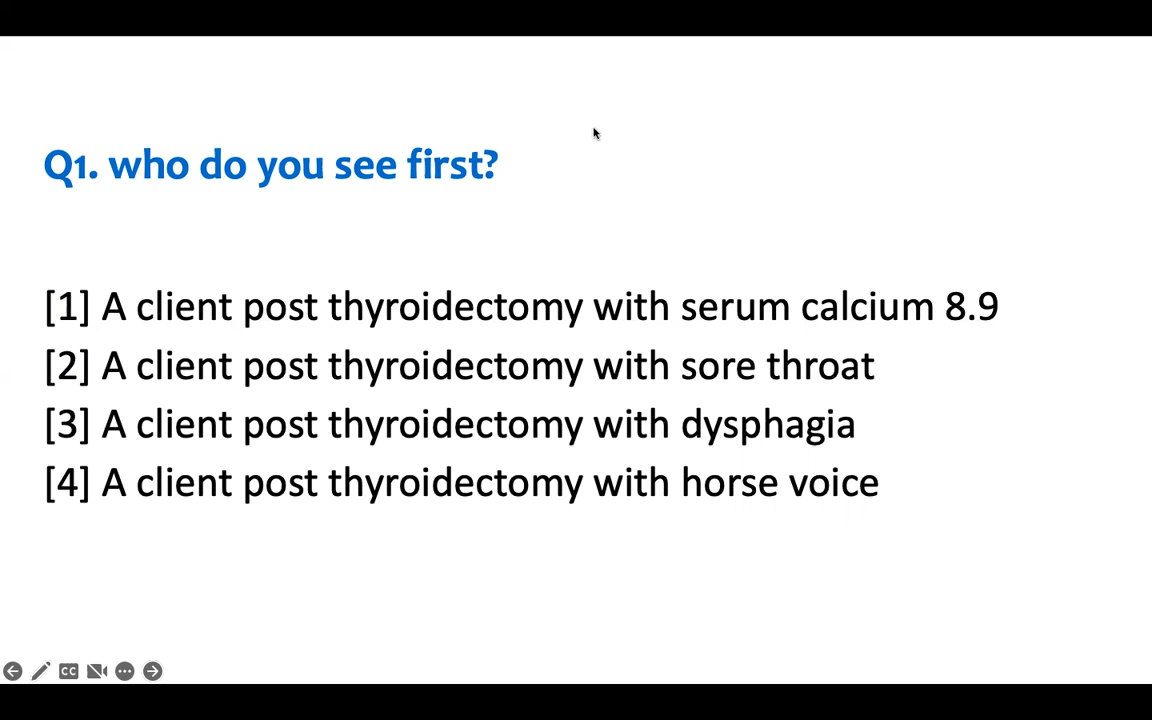 Q1. who do you see first?
[1] A client post thyroidectomy with serum calcium 8.9
[2] A client post thyroidectomy with sore throat
[3] A client post thyroidectomy with dysphagia
[4] A client post thyroidectomy with horse voice
CC